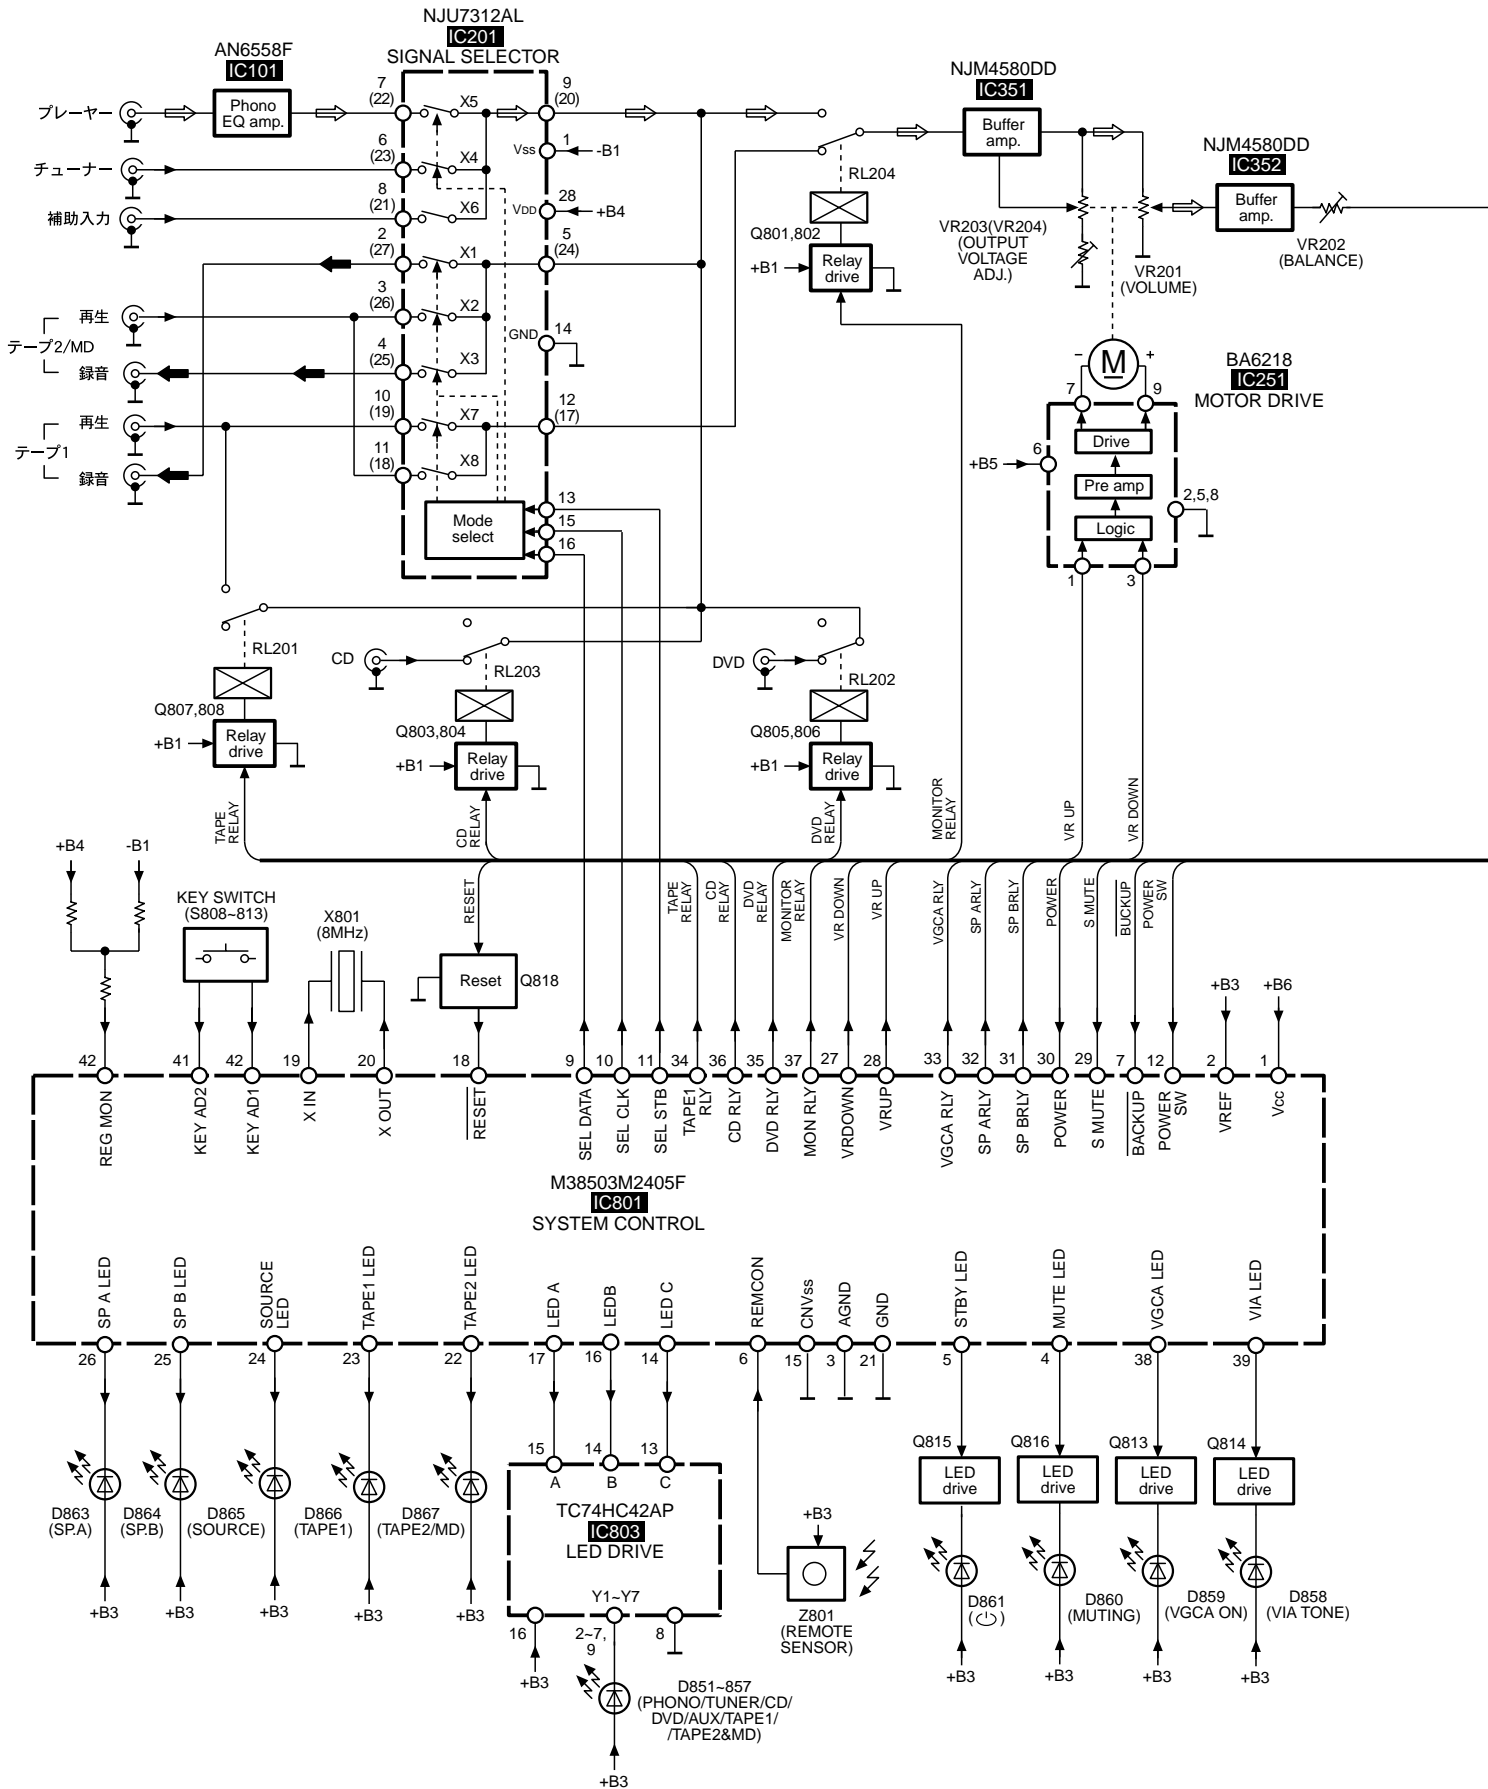 NJU7312AL
IC201
SIGNAL SELECTOR
AN6558F
IC101
NJM4580DD
IC351
NJM4580DD
IC352
プレーヤー
Phono
EQ amp.
7
(22)
X5
9
(20)
Buffer
amp.
Buffer
amp.
6
(23)
X4
1
Vss
-B1
チューナー
8
(21)
X6
28
VDD
+B4
補助入力
RL204
Q801,802
Relay
drive
+B1
VR203(VR204)
(OUTPUT
VOLTAGE
ADJ.)
VR201
(VOLUME)
VR202
(BALANCE)
2
(27)
X1
5
(24)
3
(26)
X2
再生
テープ2/MD
録音
4
(25)
X3
GND
14
10
(19)
X7
12
(17)
再生
テープ1
録音
11
(18)
X8
Mode
select
13
15
16
M
-
+
7
9
BA6218
IC251
MOTOR DRIVE
Drive
6
+B5
Pre amp
2,5,8
Logic
1
3
RL201
CD
RL203
DVD
RL202
Q807,808
+B1
Relay
drive
Q803,804
+B1
Relay
drive
Q805,806
+B1
Relay
drive
TAPE
RELAY
CD
RELAY
DVD
RELAY
MONITOR
RELAY
VR UP
VR DOWN
+B4
-B1
KEY SWITCH
(S808~813)
X801
(8MHz)
RESET
Reset
Q818
TAPE
RELAY
CD
RELAY
DVD
RELAY
MONITOR
RELAY
VR DOWN
VR UP
VGCA RLY
SP ARLY
SP BRLY
POWER
S MUTE
BUCKUP
POWER
SW
+B3
+B6
42
41
42
19
20
18
9
10
11
34
36
35
37
27
28
33
32
31
30
29
7
12
2
1
REG MON
KEY AD2
KEY AD1
X IN
X OUT
RESET
SEL DATA
SEL CLK
SEL STB
TAPE1
RLY
CD RLY
DVD RLY
MON RLY
VRDOWN
VRUP
VGCA RLY
SP ARLY
SP BRLY
POWER
S MUTE
BACKUP
POWER
SW
VREF
Vcc
M38503M2405F
IC801
SYSTEM CONTROL
SP A LED
SP B LED
SOURCE
LED
TAPE1 LED
TAPE2 LED
LED A
LEDB
LED C
REMCON
CNVss
AGND
GND
STBY LED
MUTE LED
VGCA LED
VIA LED
26
25
24
23
22
17
16
14
6
15
3
21
5
4
38
39
D863
(SP.A)
D864
(SP.B)
D865
(SOURCE)
D866
(TAPE1)
D867
(TAPE2/MD)
+B3
+B3
+B3
+B3
+B3
15
14
13
A
B
C
TC74HC42AP
IC803
LED DRIVE
Y1~Y7
16
2~7,
9
8
+B3
D851~857
(PHONO/TUNER/CD/
DVD/AUX/TAPE1/
/TAPE2&MD)
+B3
+B3
Z801
(REMOTE
SENSOR)
Q815
LED
drive
Q816
LED
drive
Q813
LED
drive
Q814
LED
drive
D861
(⏻)
D860
(MUTING)
D859
(VGCA ON)
D858
(VIA TONE)
+B3
+B3
+B3
+B3